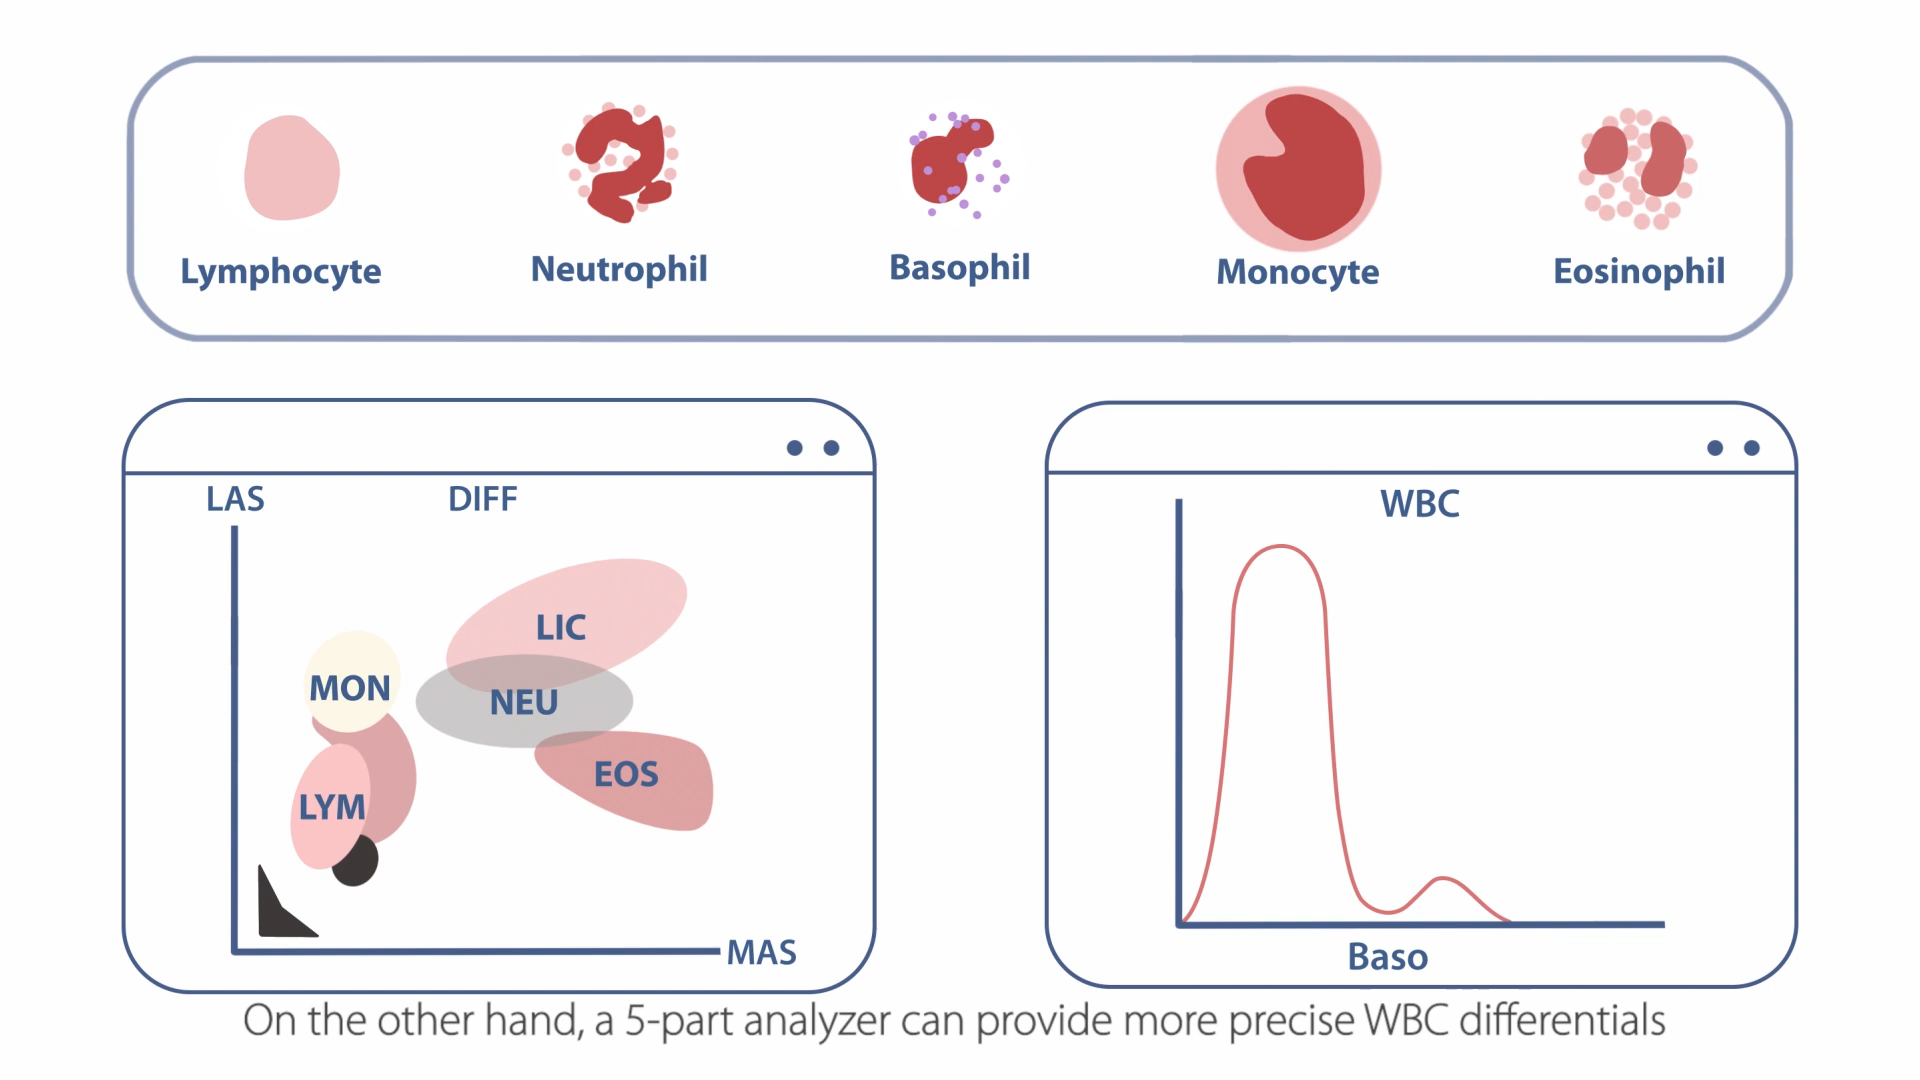 Lymphocyte
Neutrophil
Basophil
Monocyte
Eosinophil
LAS
DIFF
LIC
MON
NEU
EOS
LYM
MAS
WBC
Baso
On the other hand, a 5-part analyzer can provide more precise WBC differentials